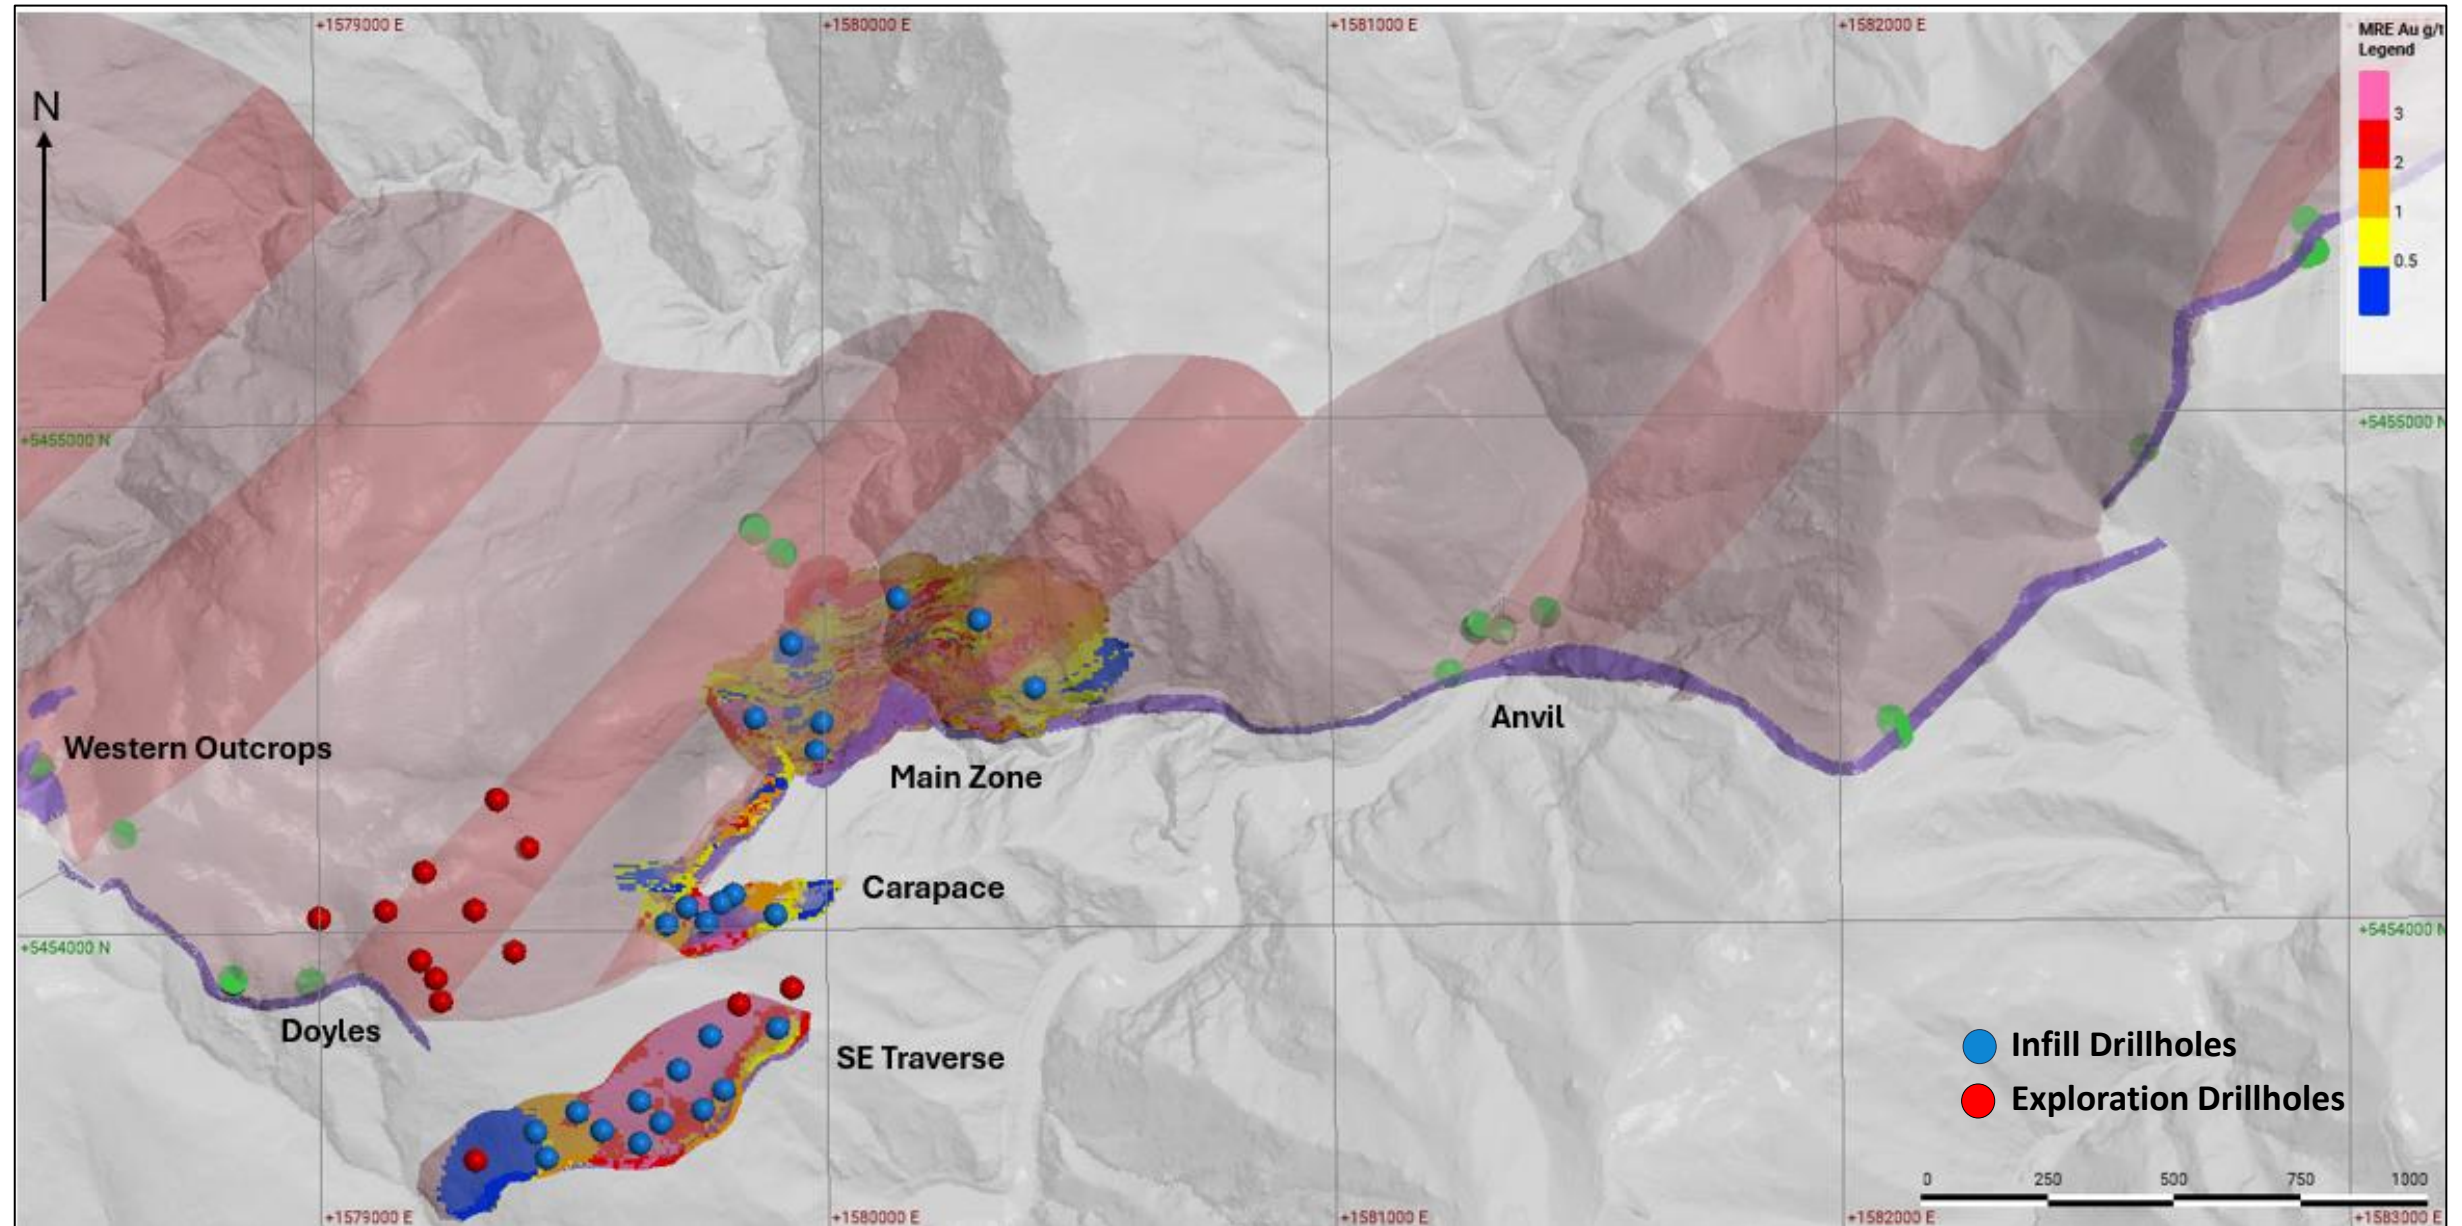 +1579000 E
+1580000 E
+1581000 E
+1582000 E
MRE Au g/t
Legend
3
2
1
0.5
N
+5455000 N
+5455000 N
Western Outcrops
Anvil
Main Zone
Carapace
+5454000 N
+5454000 N
Doyles
SE Traverse
Infill Drillholes
Exploration Drillholes
0 250 500 750 1000
+1579000 E
+1580000 E
+1581000 E
+1582000 E
+1583000 E